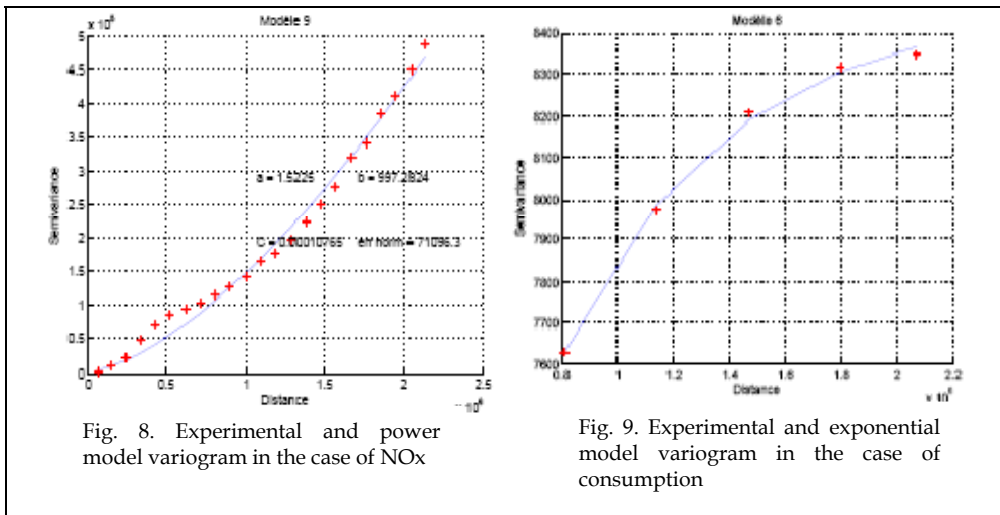 x 10^6
Modèle 9
5
4.5
4
3.5
3
2.5
2
1.5
1
0.5
0
Semivariance
a = 1.5225 b = 997.2824
C = 0.00010765 err norm = 71096.3
0 0.5 1 1.5 2 2.5
Distance
x 10^6
Fig. 8. Experimental and power
model variogram in the case of NOx
Modèle 6
8400
8300
8200
8100
8000
7900
7800
7700
7600
Semivariance
0.8 1 1.2 1.4 1.6 1.8 2 2.2
Distance
Fig. 9. Experimental and exponential
model variogram in the case of
consumption